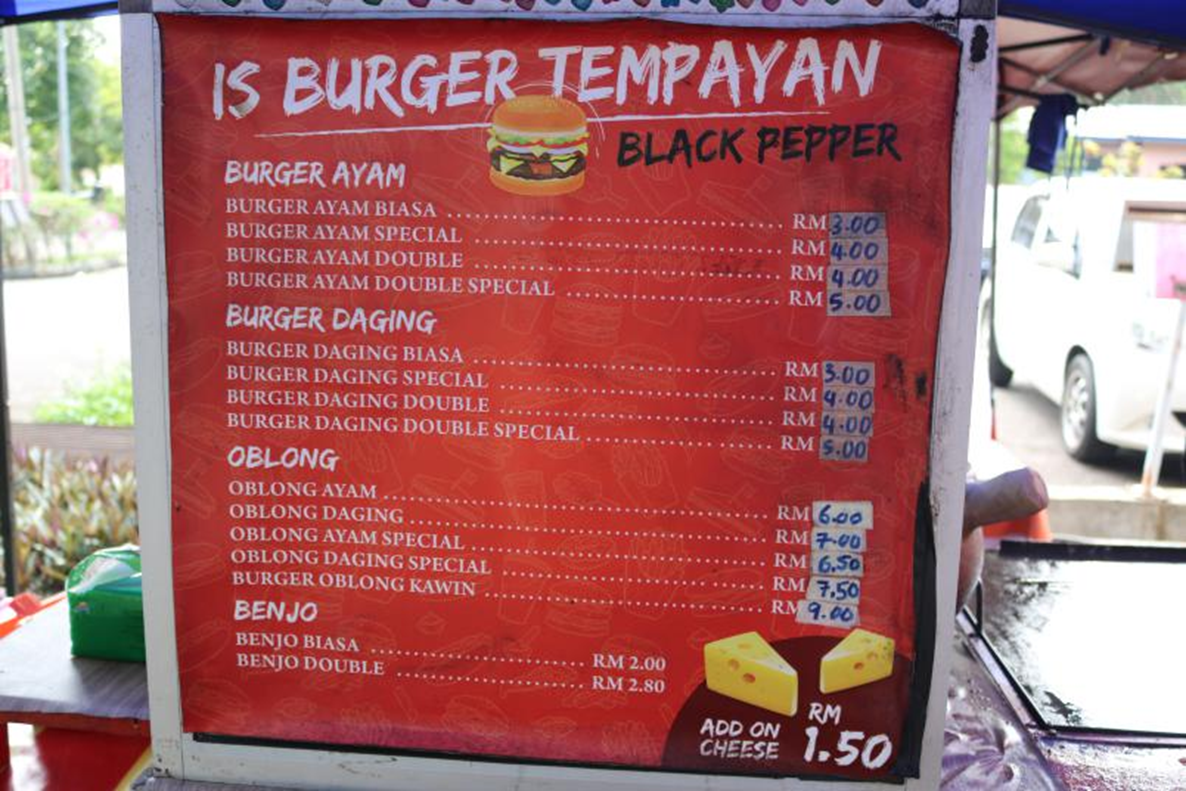 IS BURGER TEMPAYAN
BLACK PEPPER
BURGER AYAM
BURGER AYAM BIASA ........ RM 3.00
BURGER AYAM SPECIAL ........ RM 4.00
BURGER AYAM DOUBLE ........ RM 4.00
BURGER AYAM DOUBLE SPECIAL ........ RM 5.00
BURGER DAGING
BURGER DAGING BIASA ........ RM 3.00
BURGER DAGING SPECIAL ........ RM 4.00
BURGER DAGING DOUBLE ........ RM 4.00
BURGER DAGING DOUBLE SPECIAL ........ RM 5.00
OBLONG
OBLONG AYAM ........ RM 6.00
OBLONG DAGING ........ RM 7.00
OBLONG AYAM SPECIAL ........ RM 6.50
OBLONG DAGING SPECIAL ........ RM 7.50
BURGER OBLONG KAWIN ........ RM 9.00
BENJO
BENJO BIASA ........ RM 2.00
BENJO DOUBLE ........ RM 2.80
ADD ON
CHEESE
RM
1.50